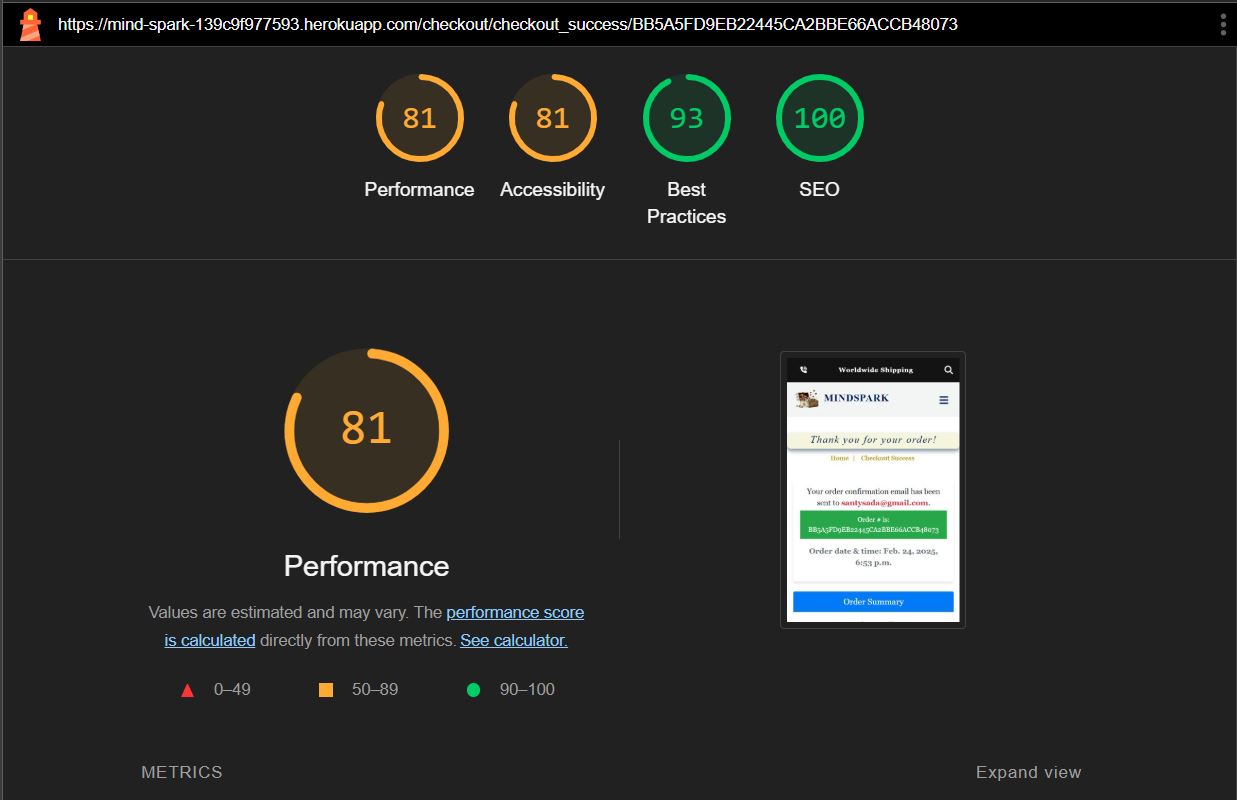 https://mind-spark-139c9f977593.herokuapp.com/checkout/checkout_success/BB5A5FD9EB22445CA2BBE66ACCB48073
81
81
93
100
Performance
Accessibility
Best
Practices
SEO
81
Performance
Values are estimated and may vary. The performance score
is calculated directly from these metrics. See calculator.
0–49
50–89
90–100
Worldwide Shipping
MINDSPARK
Thank you for your order!
Home | Checkout Success
Your order confirmation email has been
sent to santysada@gmail.com.
Order # is:
BB5A5FD9EB22445CA2BBE66ACCB48073
Order date & time: Feb. 24, 2025,
6:53 p.m.
Order Summary
METRICS
Expand view